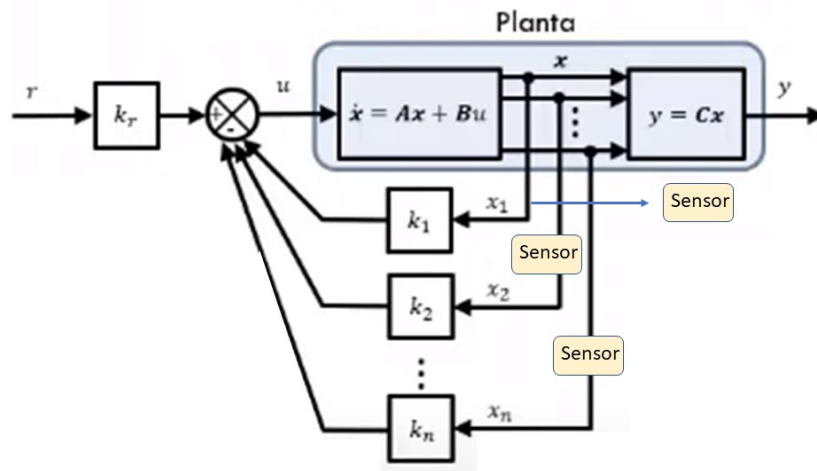 Planta
r
k_r
+
-
u
ẋ = Ax + Bu
x
⋮
y = Cx
y
k_1
x_1
Sensor
Sensor
k_2
x_2
Sensor
⋮
k_n
x_n